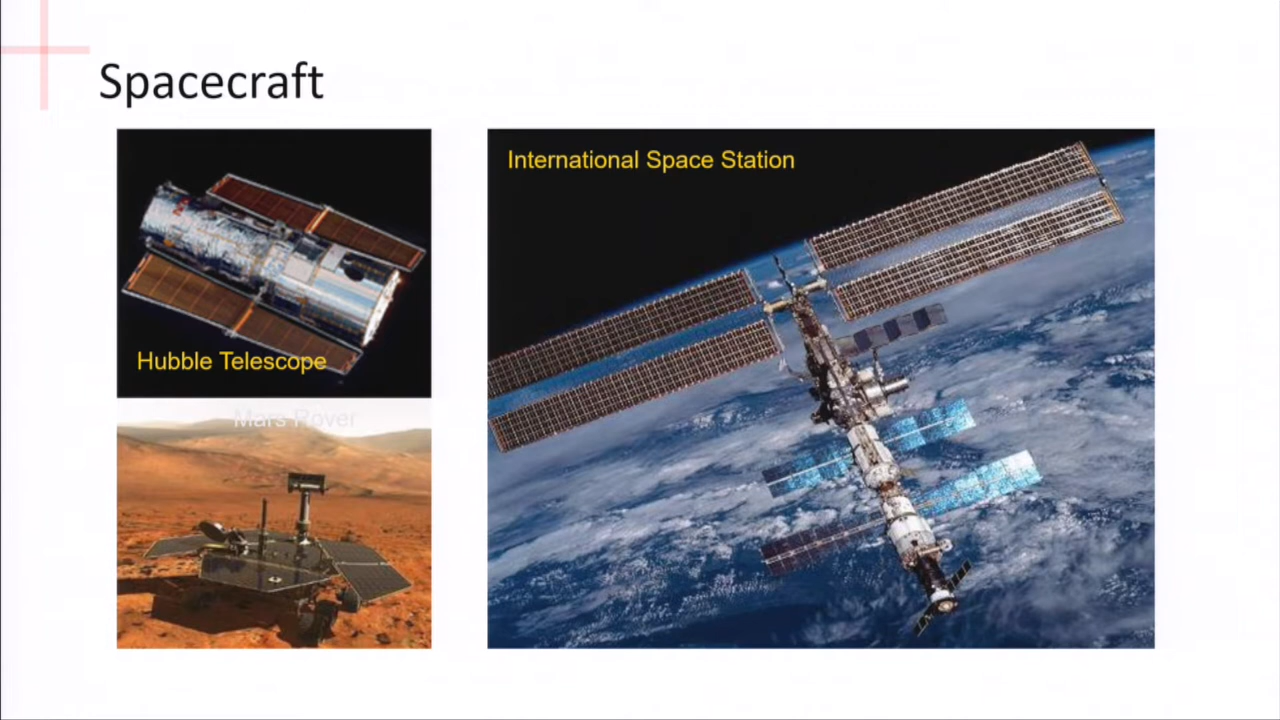 Spacecraft
International Space Station
Hubble Telescope
Mars Rover